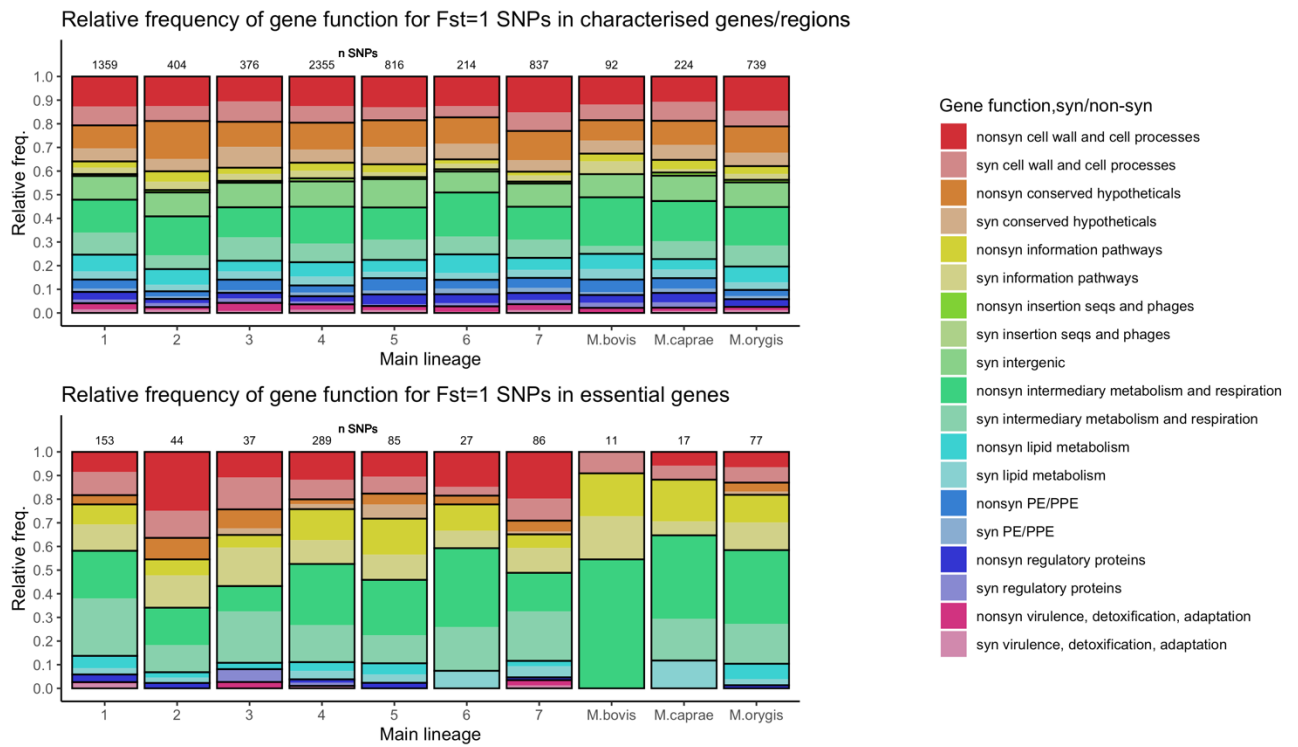 Relative frequency of gene function for Fst=1 SNPs in characterised genes/regions
n SNPs
1359 404 376 2355 816 214 837 92 224 739
Relative freq.
1.0
0.9
0.8
0.7
0.6
0.5
0.4
0.3
0.2
0.1
0.0
1 2 3 4 5 6 7 M.bovis M.caprae M.orygis
Main lineage
Relative frequency of gene function for Fst=1 SNPs in essential genes
n SNPs
153 44 37 289 85 27 86 11 17 77
Relative freq.
1.0
0.9
0.8
0.7
0.6
0.5
0.4
0.3
0.2
0.1
0.0
1 2 3 4 5 6 7 M.bovis M.caprae M.orygis
Main lineage
Gene function,syn/non-syn
nonsyn cell wall and cell processes
syn cell wall and cell processes
nonsyn conserved hypotheticals
syn conserved hypotheticals
nonsyn information pathways
syn information pathways
nonsyn insertion seqs and phages
syn insertion seqs and phages
syn intergenic
nonsyn intermediary metabolism and respiration
syn intermediary metabolism and respiration
nonsyn lipid metabolism
syn lipid metabolism
nonsyn PE/PPE
syn PE/PPE
nonsyn regulatory proteins
syn regulatory proteins
nonsyn virulence, detoxification, adaptation
syn virulence, detoxification, adaptation